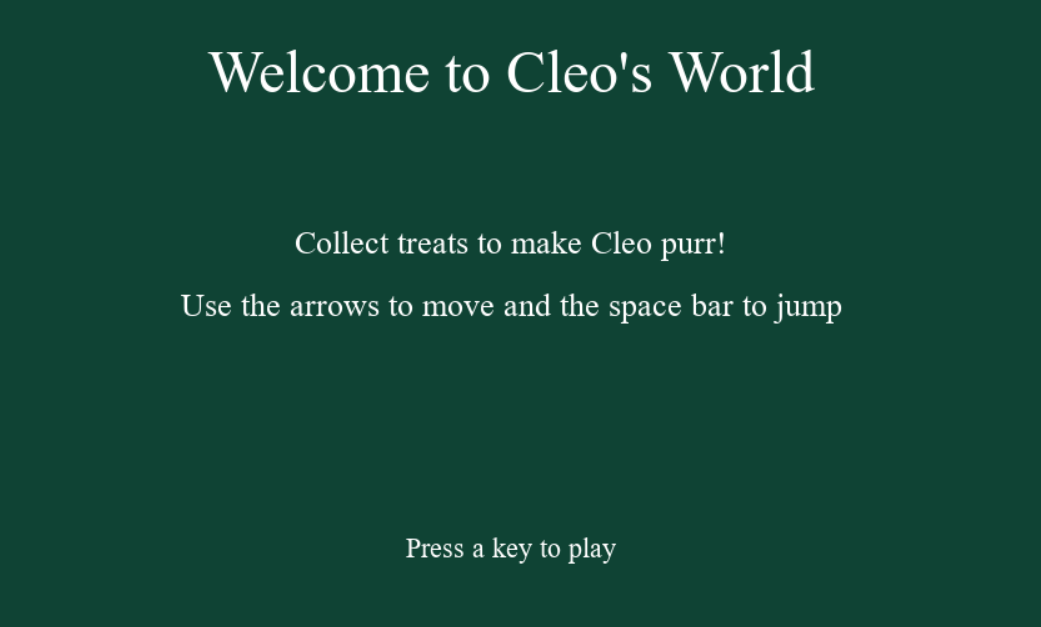 Welcome to Cleo's World
Collect treats to make Cleo purr!
Use the arrows to move and the space bar to jump
Press a key to play